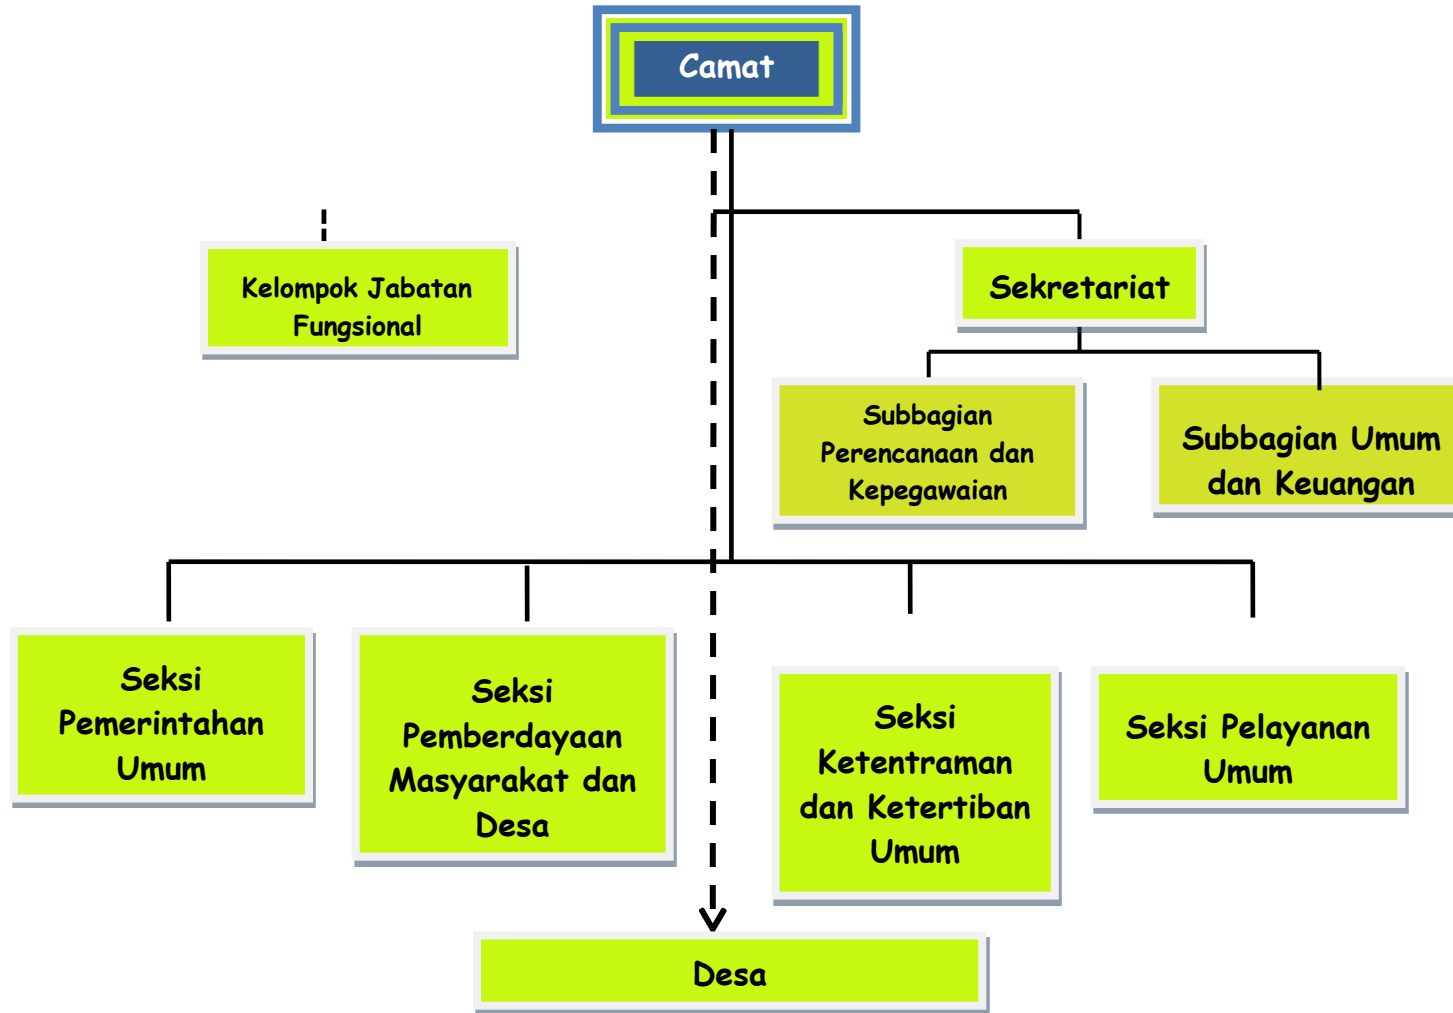 Camat
Kelompok Jabatan
Fungsional
Sekretariat
Subbagian
Perencanaan dan
Kepegawaian
Subbagian Umum
dan Keuangan
Seksi
Pemerintahan
Umum
Seksi
Pemberdayaan
Masyarakat dan
Desa
Seksi
Ketentraman
dan Ketertiban
Umum
Seksi Pelayanan
Umum
Desa